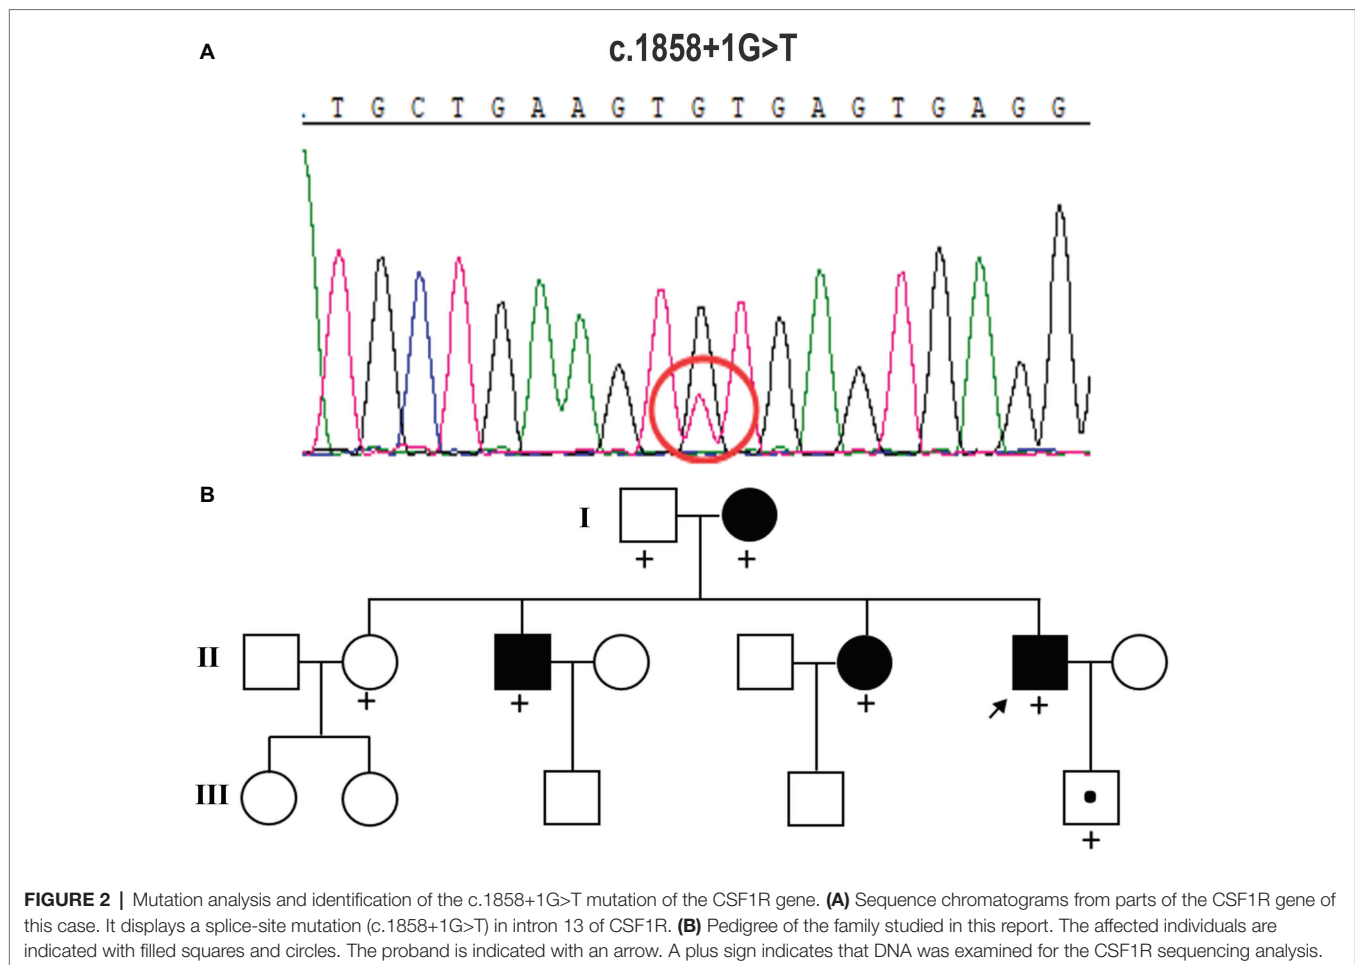 A
c.1858+1G>T
. T G C T G A A G T G T G A G T G A G G
B
I
+ +
II
+ + + +
III
+
FIGURE 2 | Mutation analysis and identification of the c.1858+1G>T mutation of the CSF1R gene. (A) Sequence chromatograms from parts of the CSF1R gene of
this case. It displays a splice-site mutation (c.1858+1G>T) in intron 13 of CSF1R. (B) Pedigree of the family studied in this report. The affected individuals are
indicated with filled squares and circles. The proband is indicated with an arrow. A plus sign indicates that DNA was examined for the CSF1R sequencing analysis.